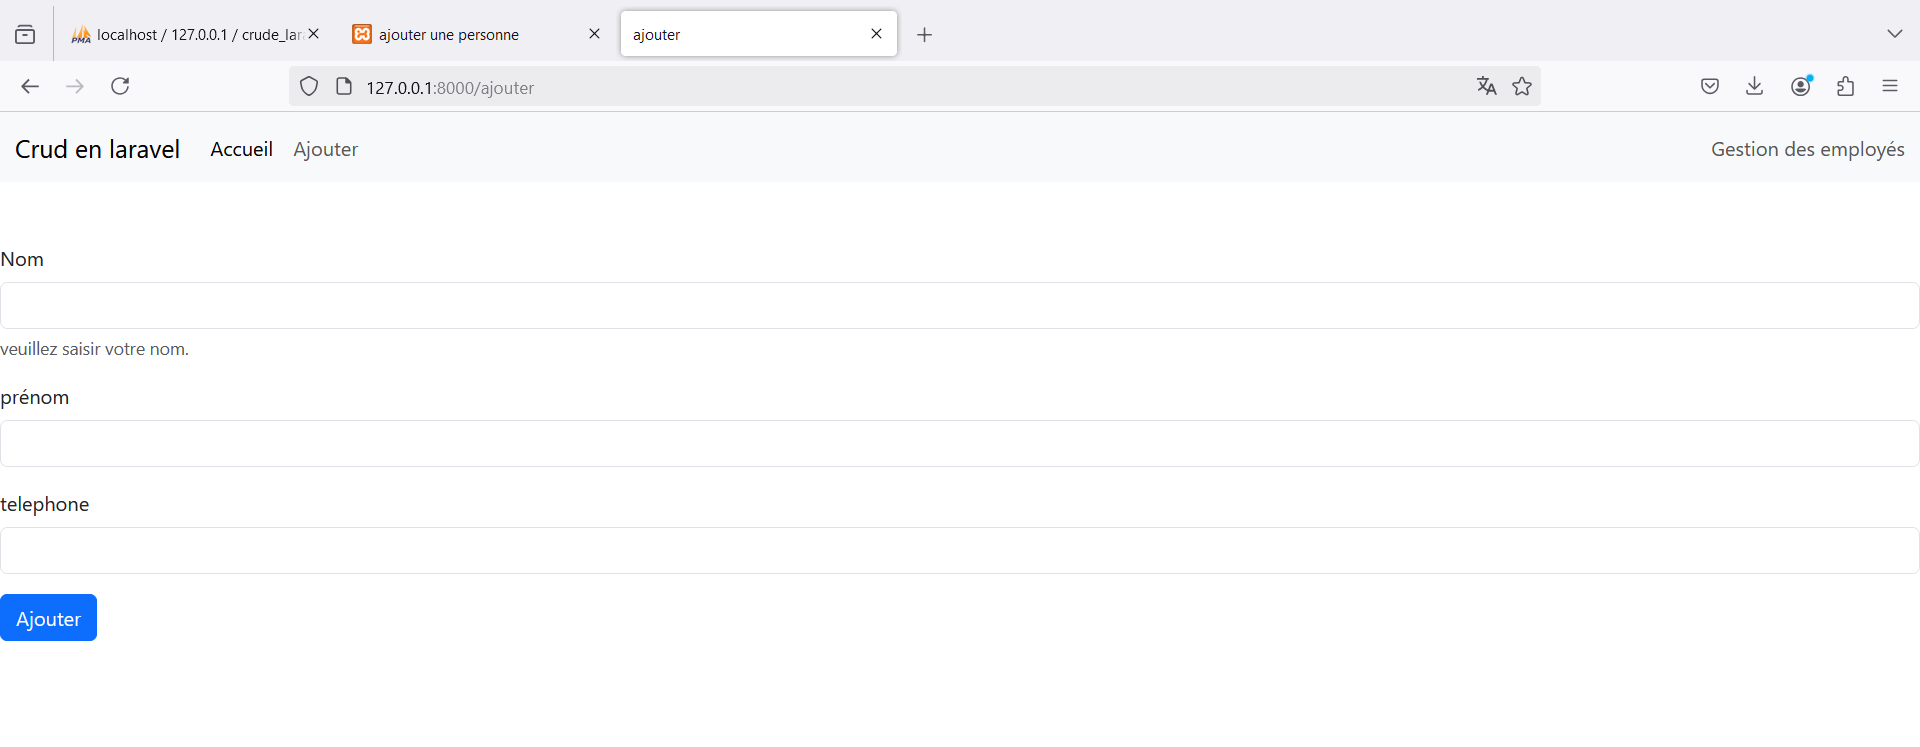 localhost / 127.0.0.1 / crude_lar
ajouter une personne
ajouter
127.0.0.1:8000/ajouter
Crud en laravel
Accueil
Ajouter
Gestion des employés
Nom
veuillez saisir votre nom.
prénom
telephone
Ajouter